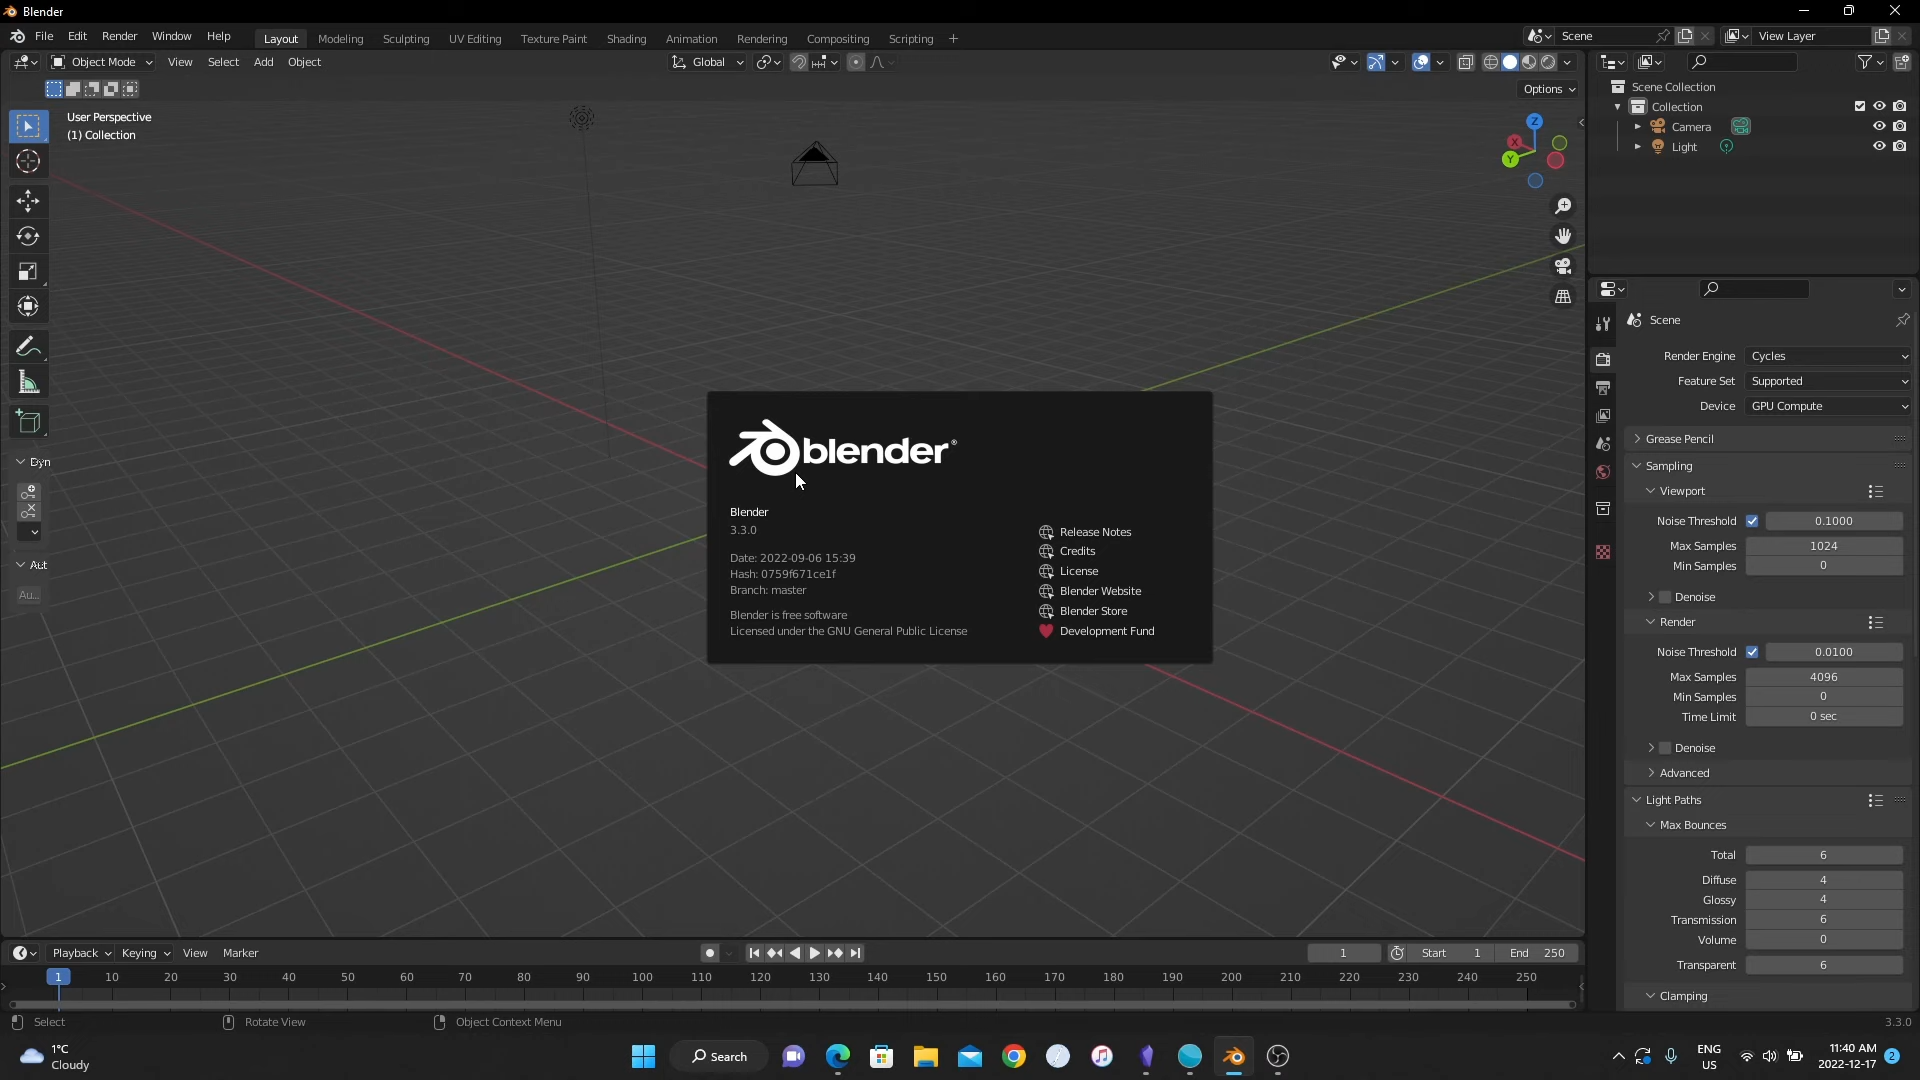 Blender
File Edit Render Window Help Layout Modeling Sculpting UV Editing Texture Paint Shading Animation Rendering Compositing Scripting + Scene View Layer
Object Mode View Select Add Object Global
Options
User Perspective
(1) Collection
Z
X
Y
Dyn
Aut
Au...
blender
Blender
3.3.0
Date: 2022-09-06 15:39
Hash: 0759f671ce1f
Branch: master
Blender is free software
Licensed under the GNU General Public License
Release Notes
Credits
License
Blender Website
Blender Store
Development Fund
Scene Collection
Collection
Camera
Light
Scene
Render Engine Cycles
Feature Set Supported
Device GPU Compute
Grease Pencil
Sampling
Viewport
Noise Threshold 0.1000
Max Samples 1024
Min Samples 0
Denoise
Render
Noise Threshold 0.0100
Max Samples 4096
Min Samples 0
Time Limit 0 sec
Denoise
Advanced
Light Paths
Max Bounces
Total 6
Diffuse 4
Glossy 4
Transmission 6
Volume 0
Transparent 6
Clamping
Playback Keying View Marker 1 Start 1 End 250
1 10 20 30 40 50 60 70 80 90 100 110 120 130 140 150 160 170 180 190 200 210 220 230 240 250
Select Rotate View Object Context Menu 3.3.0
1°C
Cloudy
Search
ENG
US
11:40 AM
2022-12-17
2